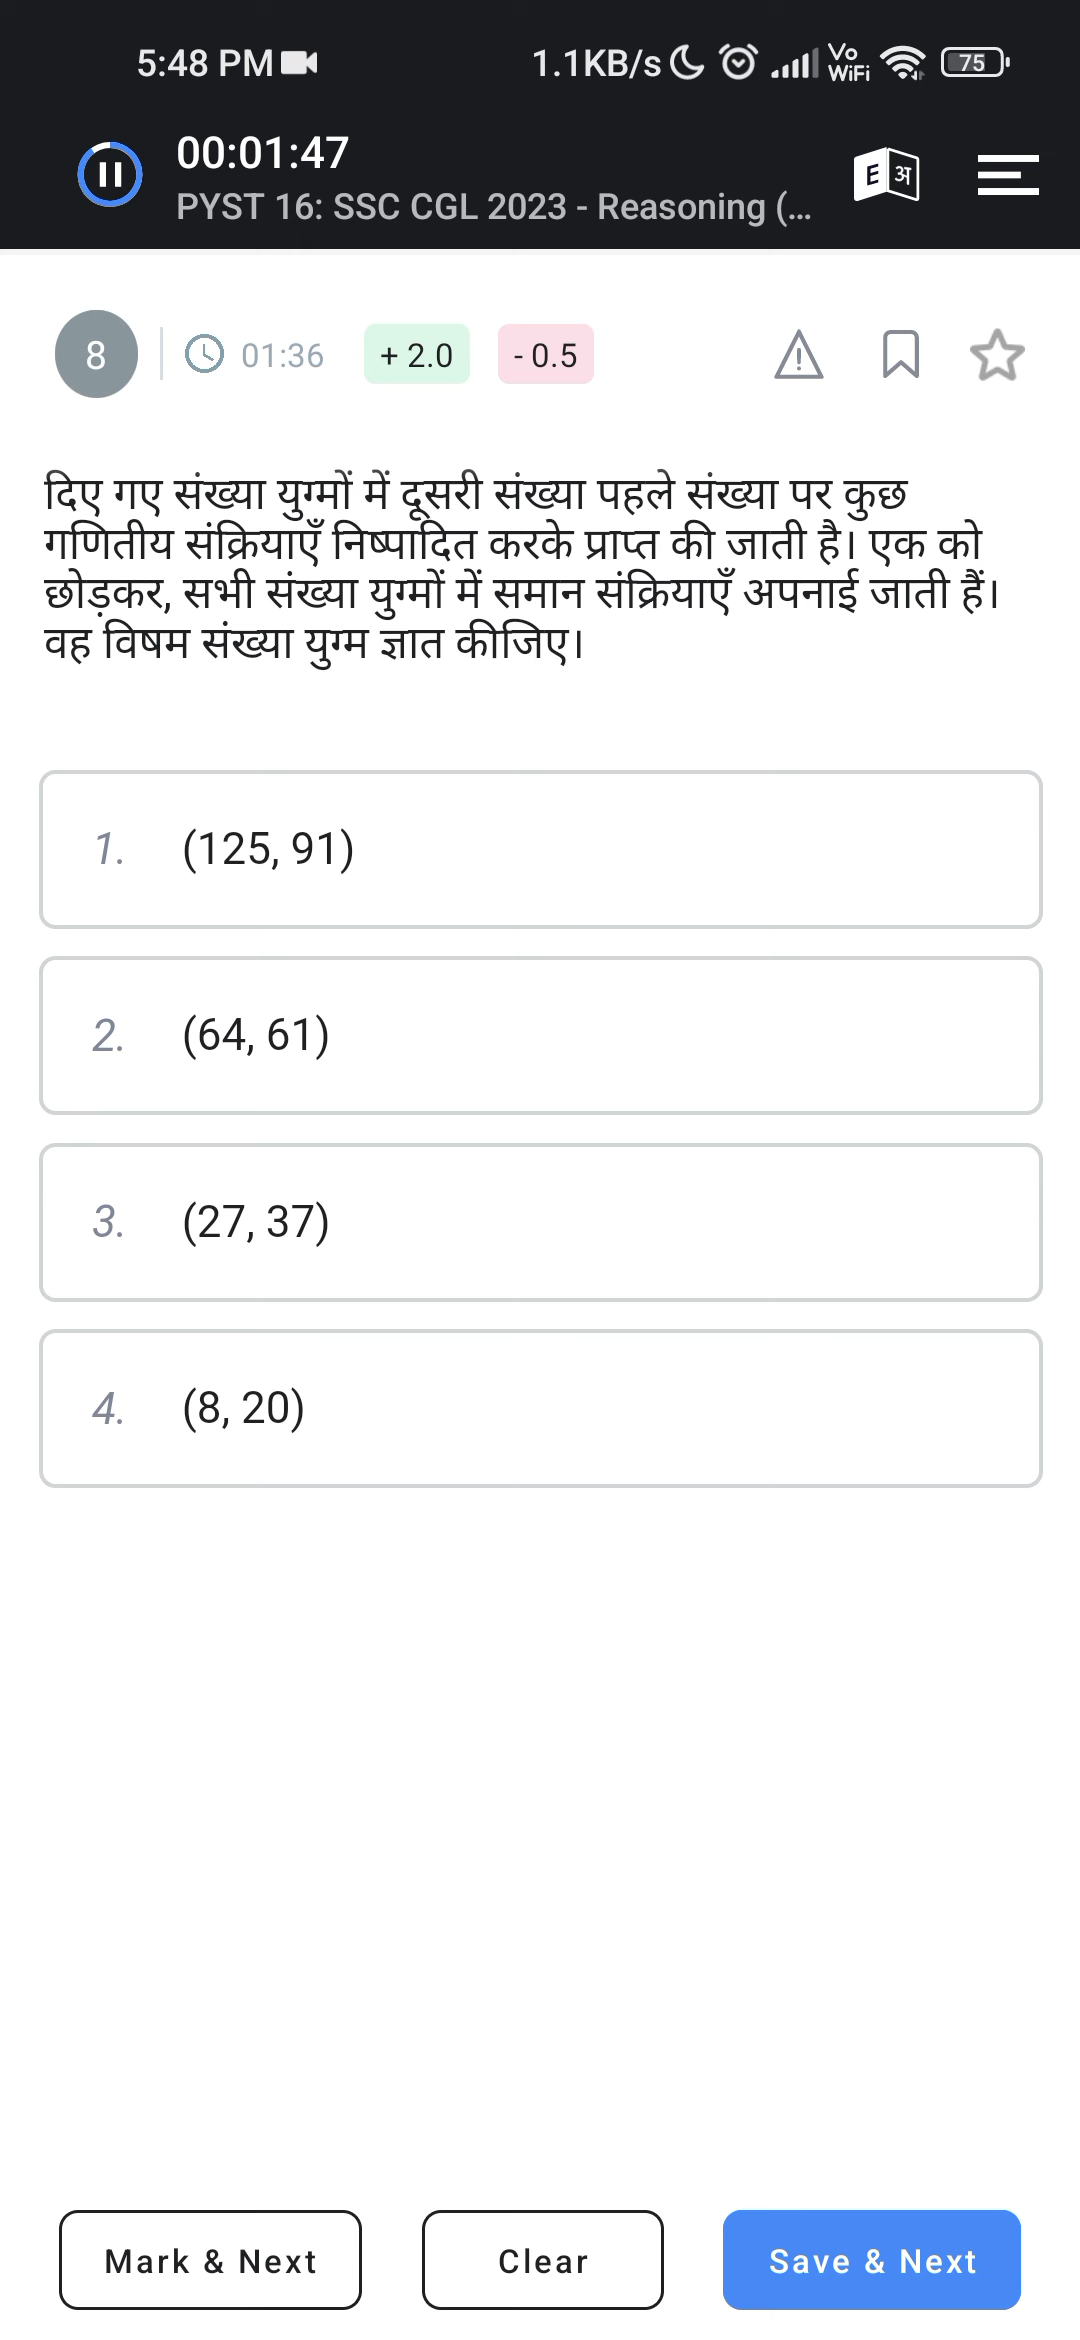 5:48 PM 1.1KB/s Vo WiFi 75
00:01:47
PYST 16: SSC CGL 2023 - Reasoning (...
E अ
8 01:36 + 2.0 - 0.5
दिए गए संख्या युग्मों में दूसरी संख्या पहले संख्या पर कुछ
गणितीय संक्रियाएँ निष्पादित करके प्राप्त की जाती है। एक को
छोड़कर, सभी संख्या युग्मों में समान संक्रियाएँ अपनाई जाती हैं।
वह विषम संख्या युग्म ज्ञात कीजिए।
1. (125, 91)
2. (64, 61)
3. (27, 37)
4. (8, 20)
Mark & Next Clear Save & Next